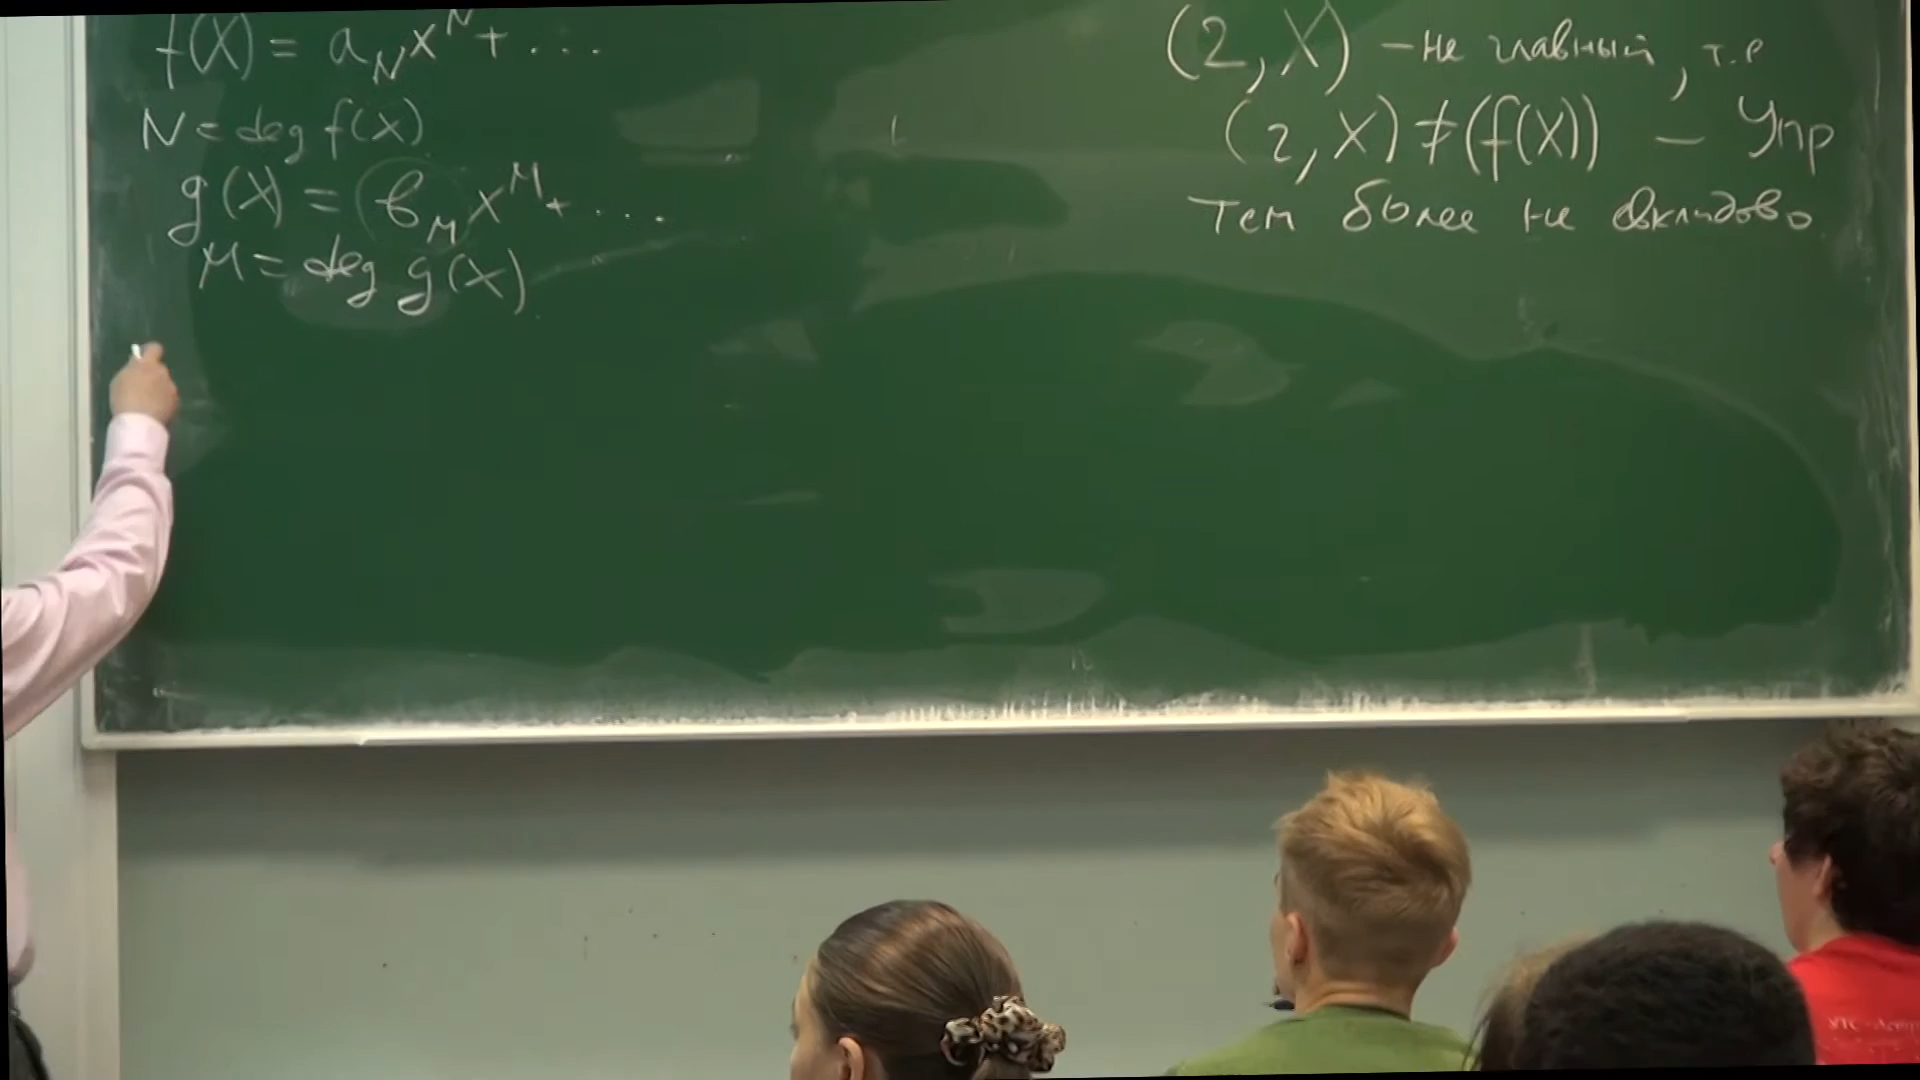 f(X) = a_N x^N + ...
N = deg f(X)
g(X) = b_M x^M + ...
M = deg g(X)
(2, X) – не главный, т.е
(2, X) ≠ (f(X)) – Упр
Тем более не евклидово